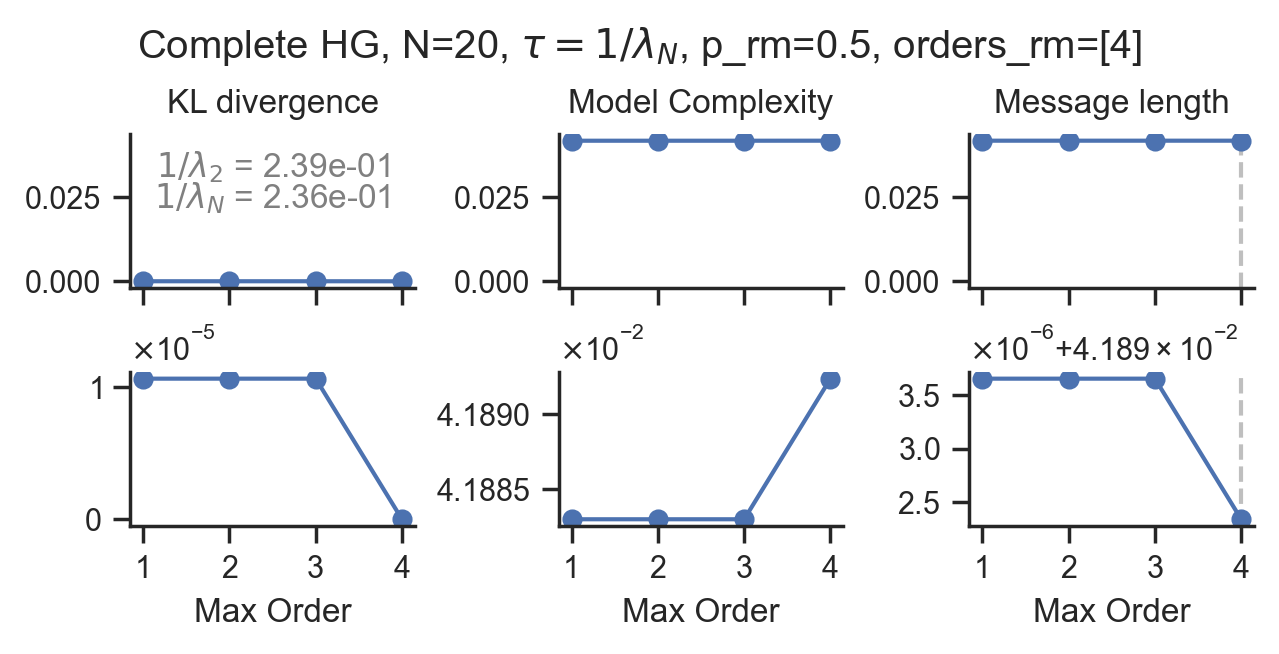 Complete HG, N=20, τ = 1/λ_N, p_rm=0.5, orders_rm=[4]
KL divergence
Model Complexity
Message length
1/λ₂ = 2.39e-01
1/λ_N = 2.36e-01
0.025
0.000
0.025
0.000
0.025
0.000
×10⁻⁵
×10⁻²
×10⁻⁶+4.189 × 10⁻²
1
0
4.1890
4.1885
3.5
3.0
2.5
1 2 3 4
1 2 3 4
1 2 3 4
Max Order
Max Order
Max Order